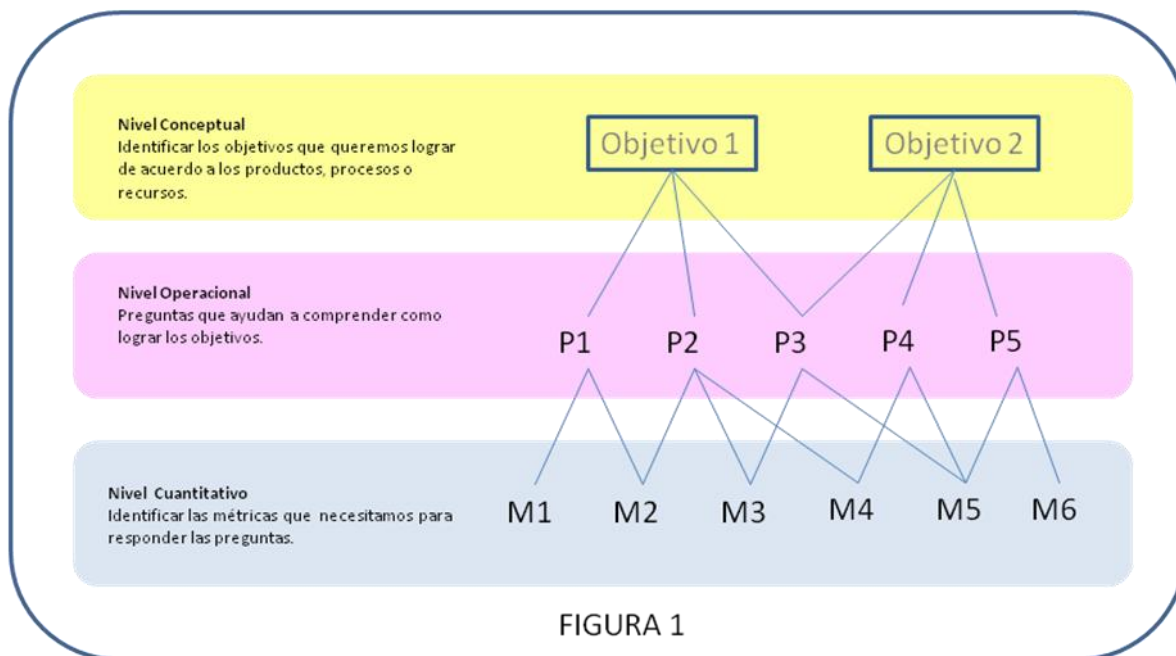 Nivel Conceptual
Identificar los objetivos que queremos lograr
de acuerdo a los productos, procesos o
recursos.
Objetivo 1
Objetivo 2
Nivel Operacional
Preguntas que ayudan a comprender como
lograr los objetivos.
P1 P2 P3 P4 P5
Nivel Cuantitativo
Identificar las métricas que necesitamos para
responder las preguntas.
M1 M2 M3 M4 M5 M6
FIGURA 1